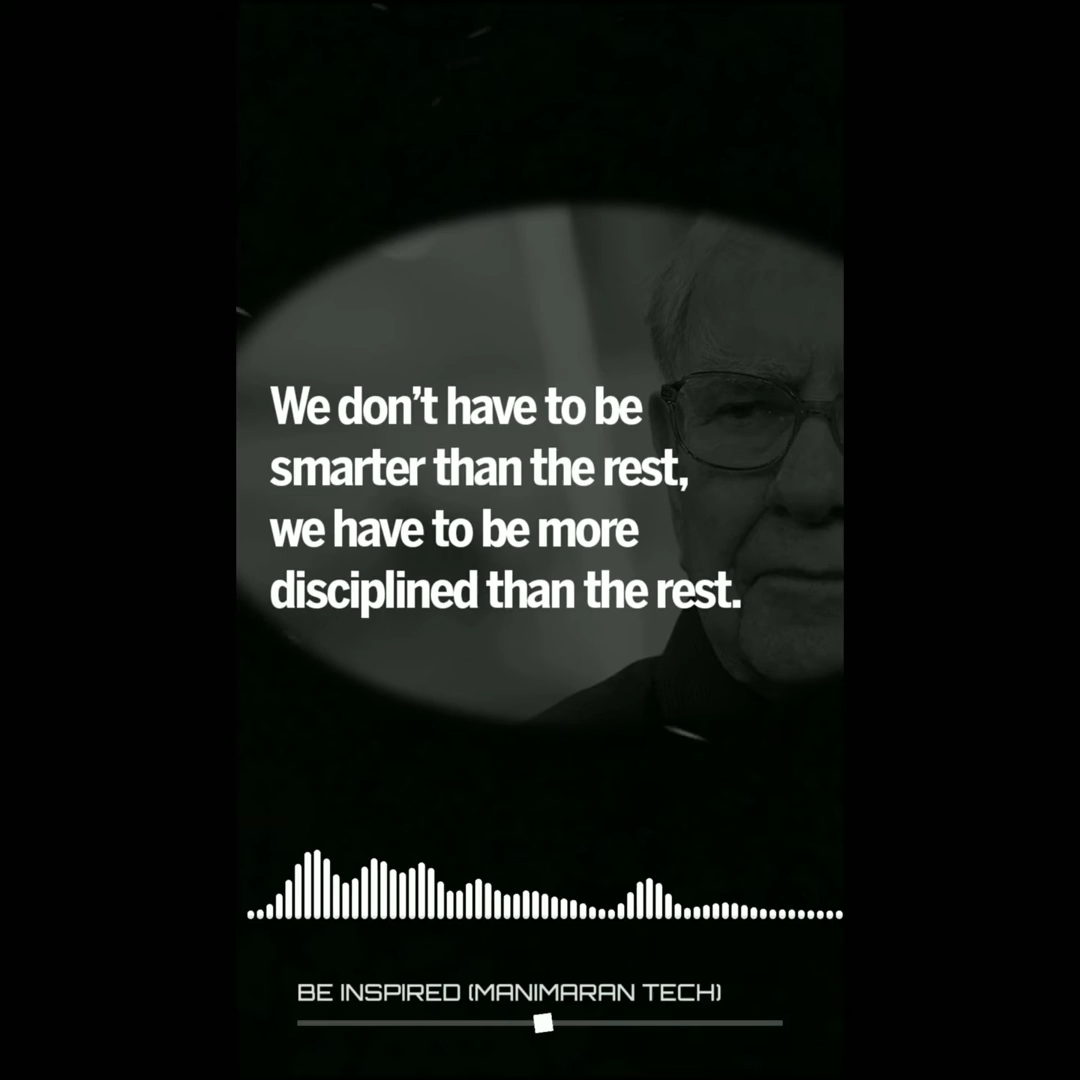 We don’t have to be
smarter than the rest,
we have to be more
disciplined than the rest.
BE INSPIRED (MANIMARAN TECH)